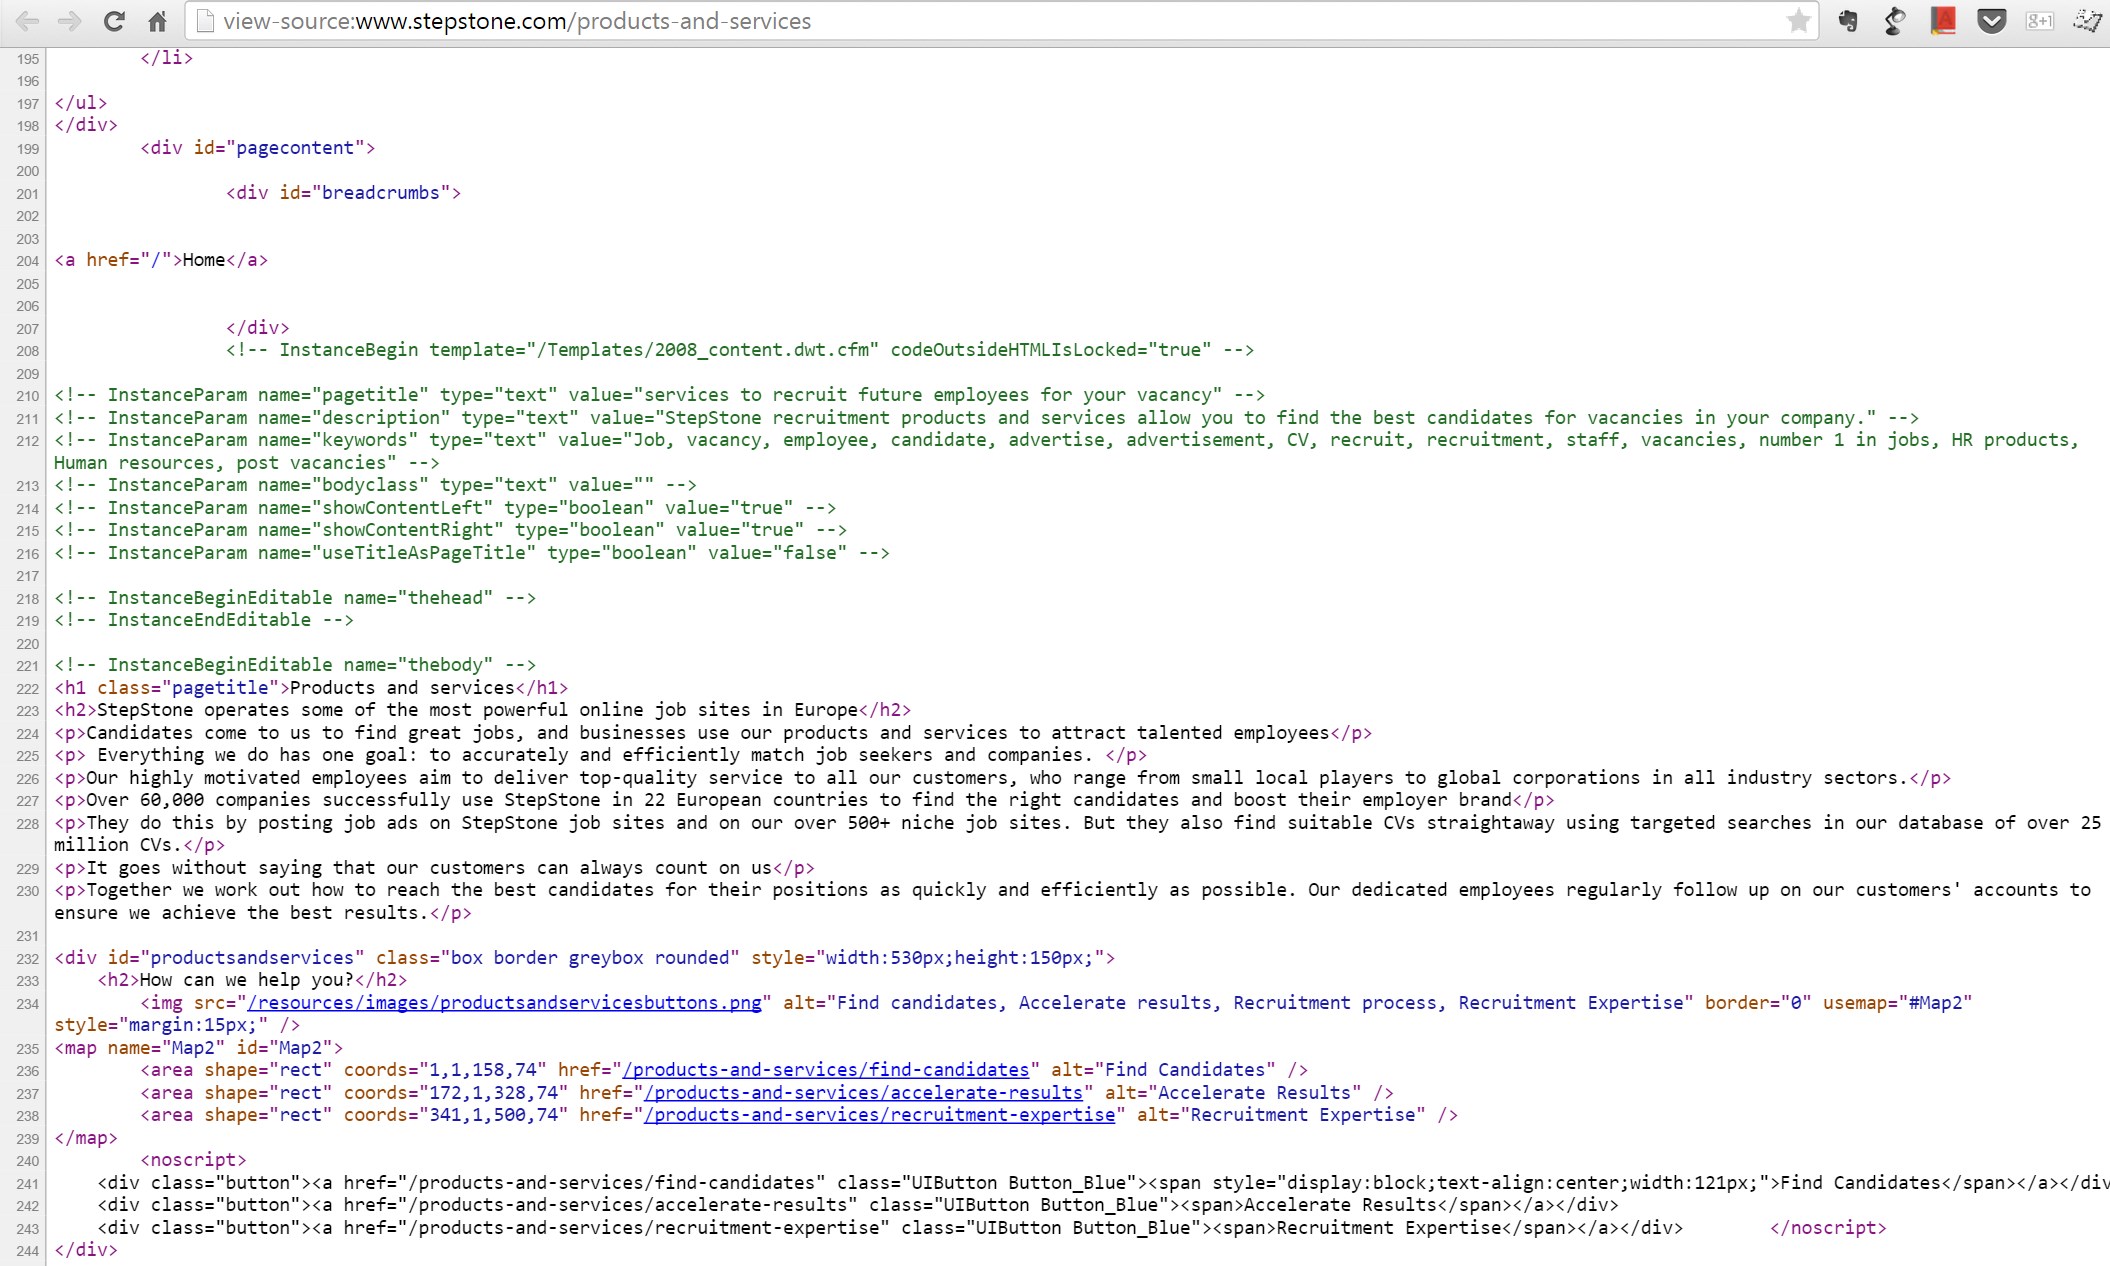 view-source:www.stepstone.com/products-and-services
g+1
195 </li>
196
197 </ul>
198 </div>
199 <div id="pagecontent">
200
201 <div id="breadcrumbs">
202
203
204 <a href="/">Home</a>
205
206
207 </div>
208 <!-- InstanceBegin template="/Templates/2008_content.dwt.cfm" codeOutsideHTMLIsLocked="true" -->
209
210 <!-- InstanceParam name="pagetitle" type="text" value="services to recruit future employees for your vacancy" -->
211 <!-- InstanceParam name="description" type="text" value="StepStone recruitment products and services allow you to find the best candidates for vacancies in your company." -->
212 <!-- InstanceParam name="keywords" type="text" value="Job, vacancy, employee, candidate, advertise, advertisement, CV, recruit, recruitment, staff, vacancies, number 1 in jobs, HR products,
Human resources, post vacancies" -->
213 <!-- InstanceParam name="bodyclass" type="text" value="" -->
214 <!-- InstanceParam name="showContentLeft" type="boolean" value="true" -->
215 <!-- InstanceParam name="showContentRight" type="boolean" value="true" -->
216 <!-- InstanceParam name="useTitleAsPageTitle" type="boolean" value="false" -->
217
218 <!-- InstanceBeginEditable name="thehead" -->
219 <!-- InstanceEndEditable -->
220
221 <!-- InstanceBeginEditable name="thebody" -->
222 <h1 class="pagetitle">Products and services</h1>
223 <h2>StepStone operates some of the most powerful online job sites in Europe</h2>
224 <p>Candidates come to us to find great jobs, and businesses use our products and services to attract talented employees</p>
225 <p> Everything we do has one goal: to accurately and efficiently match job seekers and companies. </p>
226 <p>Our highly motivated employees aim to deliver top-quality service to all our customers, who range from small local players to global corporations in all industry sectors.</p>
227 <p>Over 60,000 companies successfully use StepStone in 22 European countries to find the right candidates and boost their employer brand</p>
228 <p>They do this by posting job ads on StepStone job sites and on our over 500+ niche job sites. But they also find suitable CVs straightaway using targeted searches in our database of over 25
million CVs.</p>
229 <p>It goes without saying that our customers can always count on us</p>
230 <p>Together we work out how to reach the best candidates for their positions as quickly and efficiently as possible. Our dedicated employees regularly follow up on our customers' accounts to
ensure we achieve the best results.</p>
231
232 <div id="productsandservices" class="box border greybox rounded" style="width:530px;height:150px;">
233 <h2>How can we help you?</h2>
234 <img src="/resources/images/productsandservicesbuttons.png" alt="Find candidates, Accelerate results, Recruitment process, Recruitment Expertise" border="0" usemap="#Map2"
style="margin:15px;" />
235 <map name="Map2" id="Map2">
236 <area shape="rect" coords="1,1,158,74" href="/products-and-services/find-candidates" alt="Find Candidates" />
237 <area shape="rect" coords="172,1,328,74" href="/products-and-services/accelerate-results" alt="Accelerate Results" />
238 <area shape="rect" coords="341,1,500,74" href="/products-and-services/recruitment-expertise" alt="Recruitment Expertise" />
239 </map>
240 <noscript>
241 <div class="button"><a href="/products-and-services/find-candidates" class="UIButton Button_Blue"><span style="display:block;text-align:center;width:121px;">Find Candidates</span></a></div
242 <div class="button"><a href="/products-and-services/accelerate-results" class="UIButton Button_Blue"><span>Accelerate Results</span></a></div>
243 <div class="button"><a href="/products-and-services/recruitment-expertise" class="UIButton Button_Blue"><span>Recruitment Expertise</span></a></div> </noscript>
244 </div>